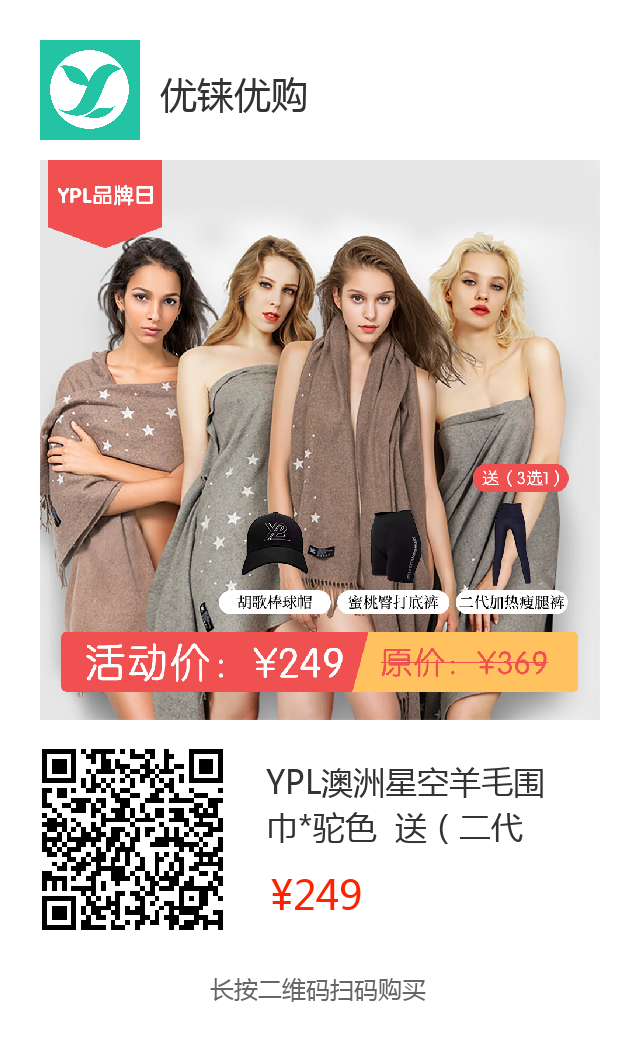 优铼优购
YPL品牌日
送（3选1）
胡歌棒球帽
蜜桃臀打底裤
二代加热瘦腿裤
活动价：¥249
原价：¥369
YPL澳洲星空羊毛围
巾*驼色 送（二代
¥249
长按二维码扫码购买